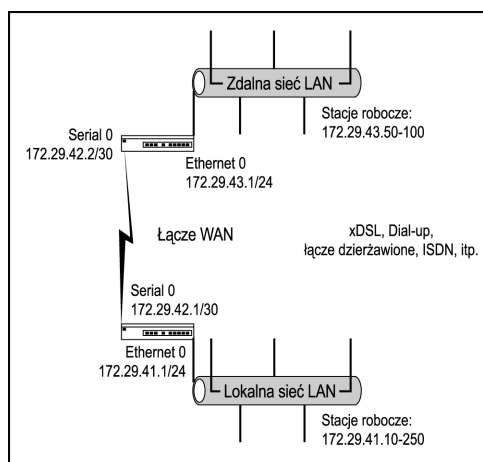 Zdalna sieć LAN
Stacje robocze:
172.29.43.50-100
Serial 0
172.29.42.2/30
Ethernet 0
172.29.43.1/24
Łącze WAN
xDSL, Dial-up,
łącze dzierżawione, ISDN, itp.
Serial 0
172.29.42.1/30
Ethernet 0
172.29.41.1/24
Lokalna sieć LAN
Stacje robocze:
172.29.41.10-250